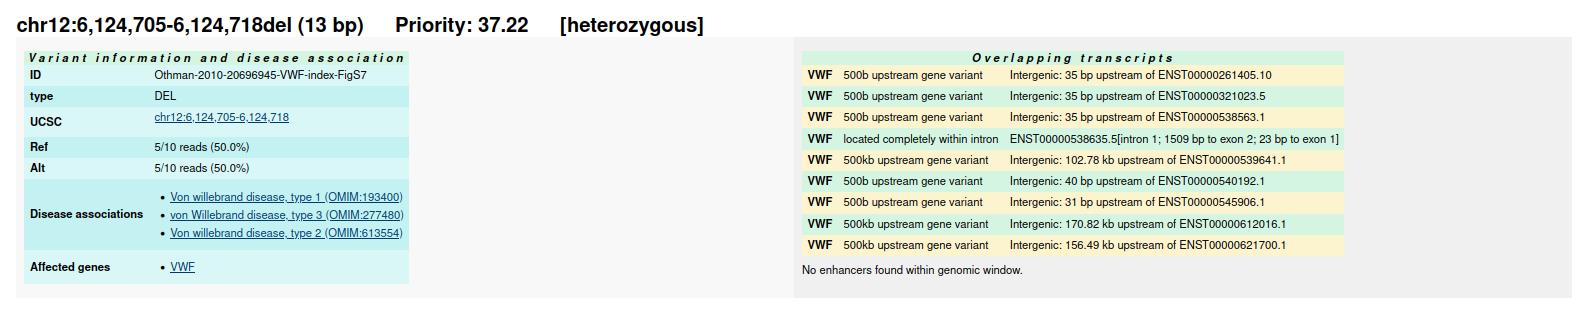 chr12:6,124,705-6,124,718del (13 bp) Priority: 37.22 [heterozygous]
Variant information and disease association
ID Othman-2010-20696945-VWF-index-FigS7
type DEL
UCSC chr12:6,124,705-6,124,718
Ref 5/10 reads (50.0%)
Alt 5/10 reads (50.0%)
Disease associations
• Von willebrand disease, type 1 (OMIM:193400)
• von Willebrand disease, type 3 (OMIM:277480)
• Von willebrand disease, type 2 (OMIM:613554)
Affected genes • VWF
Overlapping transcripts
VWF 500b upstream gene variant Intergenic: 35 bp upstream of ENST00000261405.10
VWF 500b upstream gene variant Intergenic: 35 bp upstream of ENST00000321023.5
VWF 500b upstream gene variant Intergenic: 35 bp upstream of ENST00000538563.1
VWF located completely within intron ENST00000538635.5[intron 1; 1509 bp to exon 2; 23 bp to exon 1]
VWF 500kb upstream gene variant Intergenic: 102.78 kb upstream of ENST00000539641.1
VWF 500b upstream gene variant Intergenic: 40 bp upstream of ENST00000540192.1
VWF 500b upstream gene variant Intergenic: 31 bp upstream of ENST00000545906.1
VWF 500kb upstream gene variant Intergenic: 170.82 kb upstream of ENST00000612016.1
VWF 500kb upstream gene variant Intergenic: 156.49 kb upstream of ENST00000621700.1
No enhancers found within genomic window.